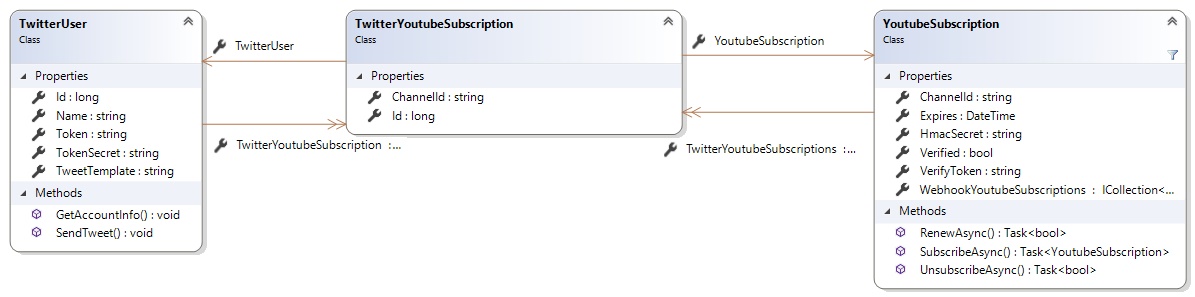 TwitterUser
Class
Properties
Id : long
Name : string
Token : string
TokenSecret : string
TweetTemplate : string
Methods
GetAccountInfo() : void
SendTweet() : void
TwitterUser
TwitterYoutubeSubscription :...
TwitterYoutubeSubscription
Class
Properties
ChannelId : string
Id : long
YoutubeSubscription
TwitterYoutubeSubscriptions :...
YoutubeSubscription
Class
Properties
ChannelId : string
Expires : DateTime
HmacSecret : string
Verified : bool
VerifyToken : string
WebhookYoutubeSubscriptions : ICollection<...
Methods
RenewAsync() : Task<bool>
SubscribeAsync() : Task<YoutubeSubscription>
UnsubscribeAsync() : Task<bool>